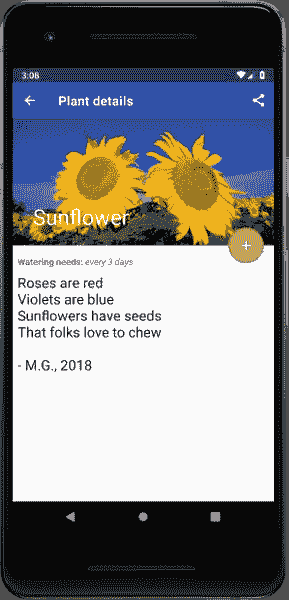 3:08
Plant details
Sunflower
Watering needs: every 3 days
Roses are red
Violets are blue
Sunflowers have seeds
That folks love to chew
- M.G., 2018